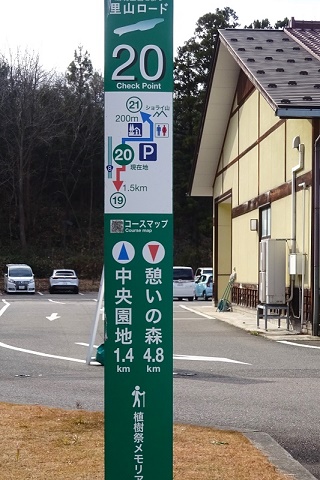 里山ロード
20
Check Point
21
ショライ山
200m
20
P
現在地
1.5km
19
コースマップ
Course map
中央園地
1.4
km
憩いの森
4.8
km
植樹祭メモリア